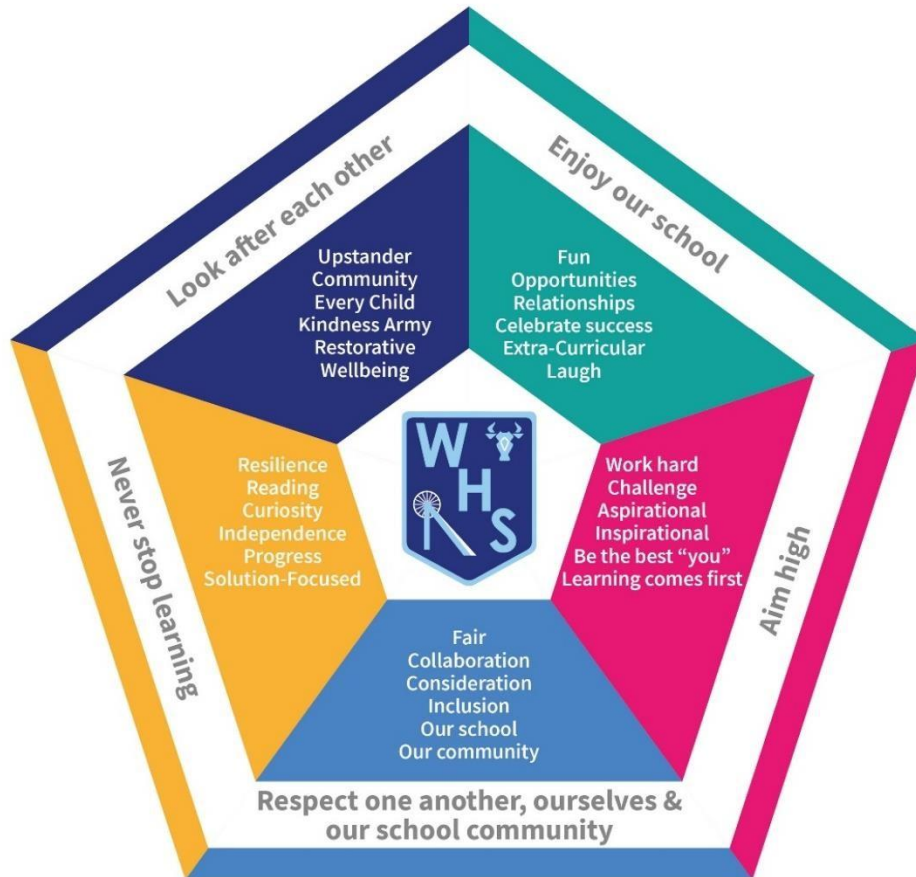 Look after each other
Upstander
Community
Every Child
Kindness Army
Restorative
Wellbeing
Enjoy our school
Fun
Opportunities
Relationships
Celebrate success
Extra-Curricular
Laugh
Never stop learning
Resilience
Reading
Curiosity
Independence
Progress
Solution-Focused
W
H
S
Work hard
Challenge
Aspirational
Inspirational
Be the best “you”
Learning comes first
Aim high
Fair
Collaboration
Consideration
Inclusion
Our school
Our community
Respect one another, ourselves &
our school community